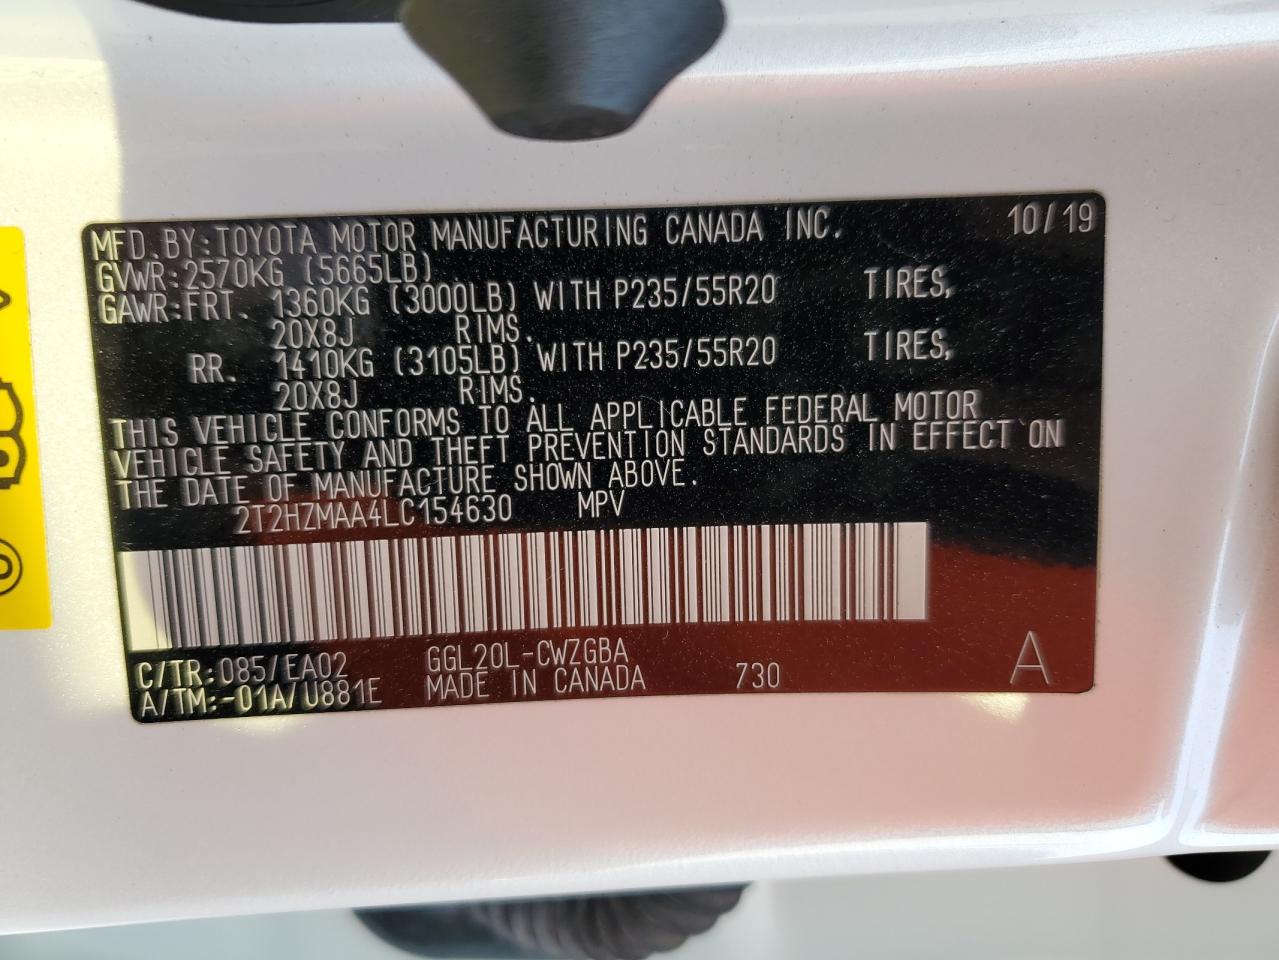 MFD. BY: TOYOTA MOTOR MANUFACTURING CANADA INC. 10/19
GVWR: 2570KG (5665LB)
GAWR: FRT. 1360KG (3000LB) WITH P235/55R20 TIRES,
20X8J RIMS.
RR. 1410KG (3105LB) WITH P235/55R20 TIRES,
20X8J RIMS.
THIS VEHICLE CONFORMS TO ALL APPLICABLE FEDERAL MOTOR
VEHICLE SAFETY AND THEFT PREVENTION STANDARDS IN EFFECT ON
THE DATE OF MANUFACTURE SHOWN ABOVE.
2T2HZMAA4LC154630 MPV
C/TR: 085/EA02 GGL20L-CWZGBA
A/TM:-01A/U881E MADE IN CANADA 730 A